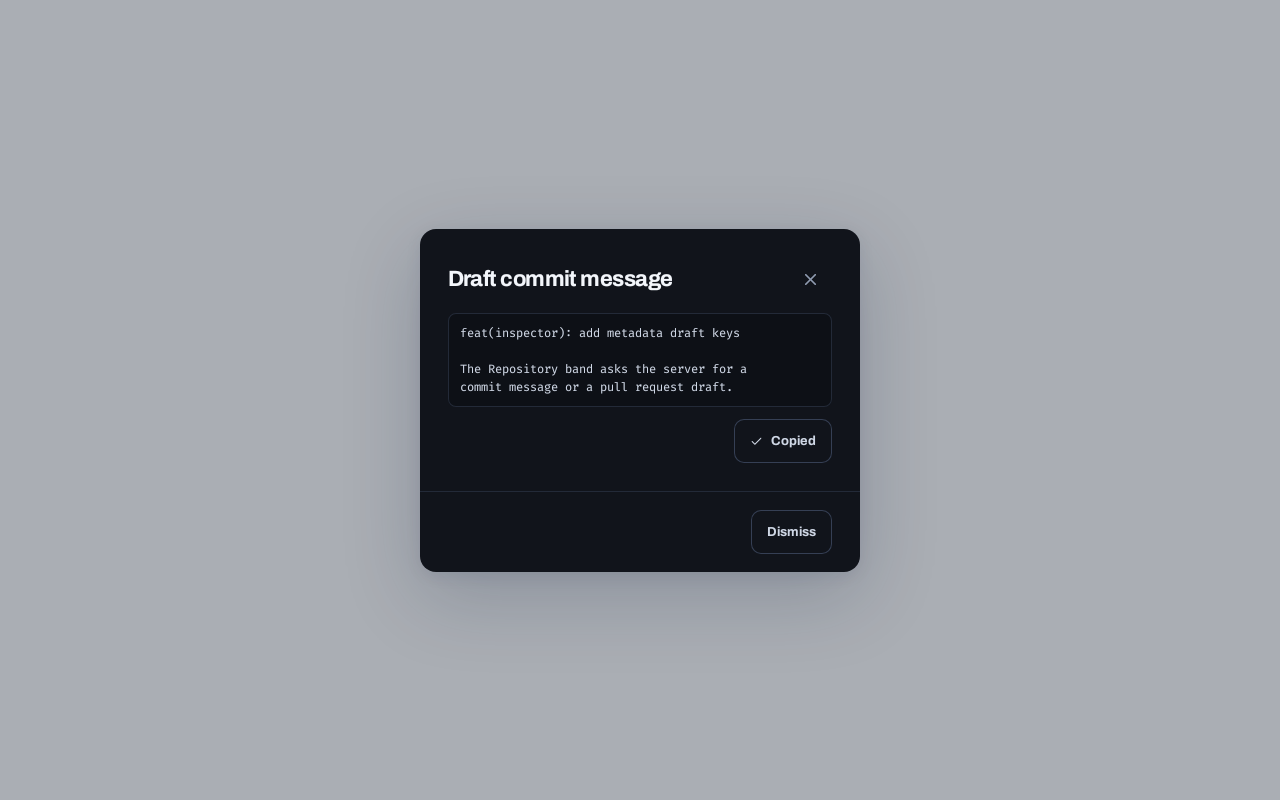 Draft commit message
feat(inspector): add metadata draft keys
The Repository band asks the server for a
commit message or a pull request draft.
Copied
Dismiss